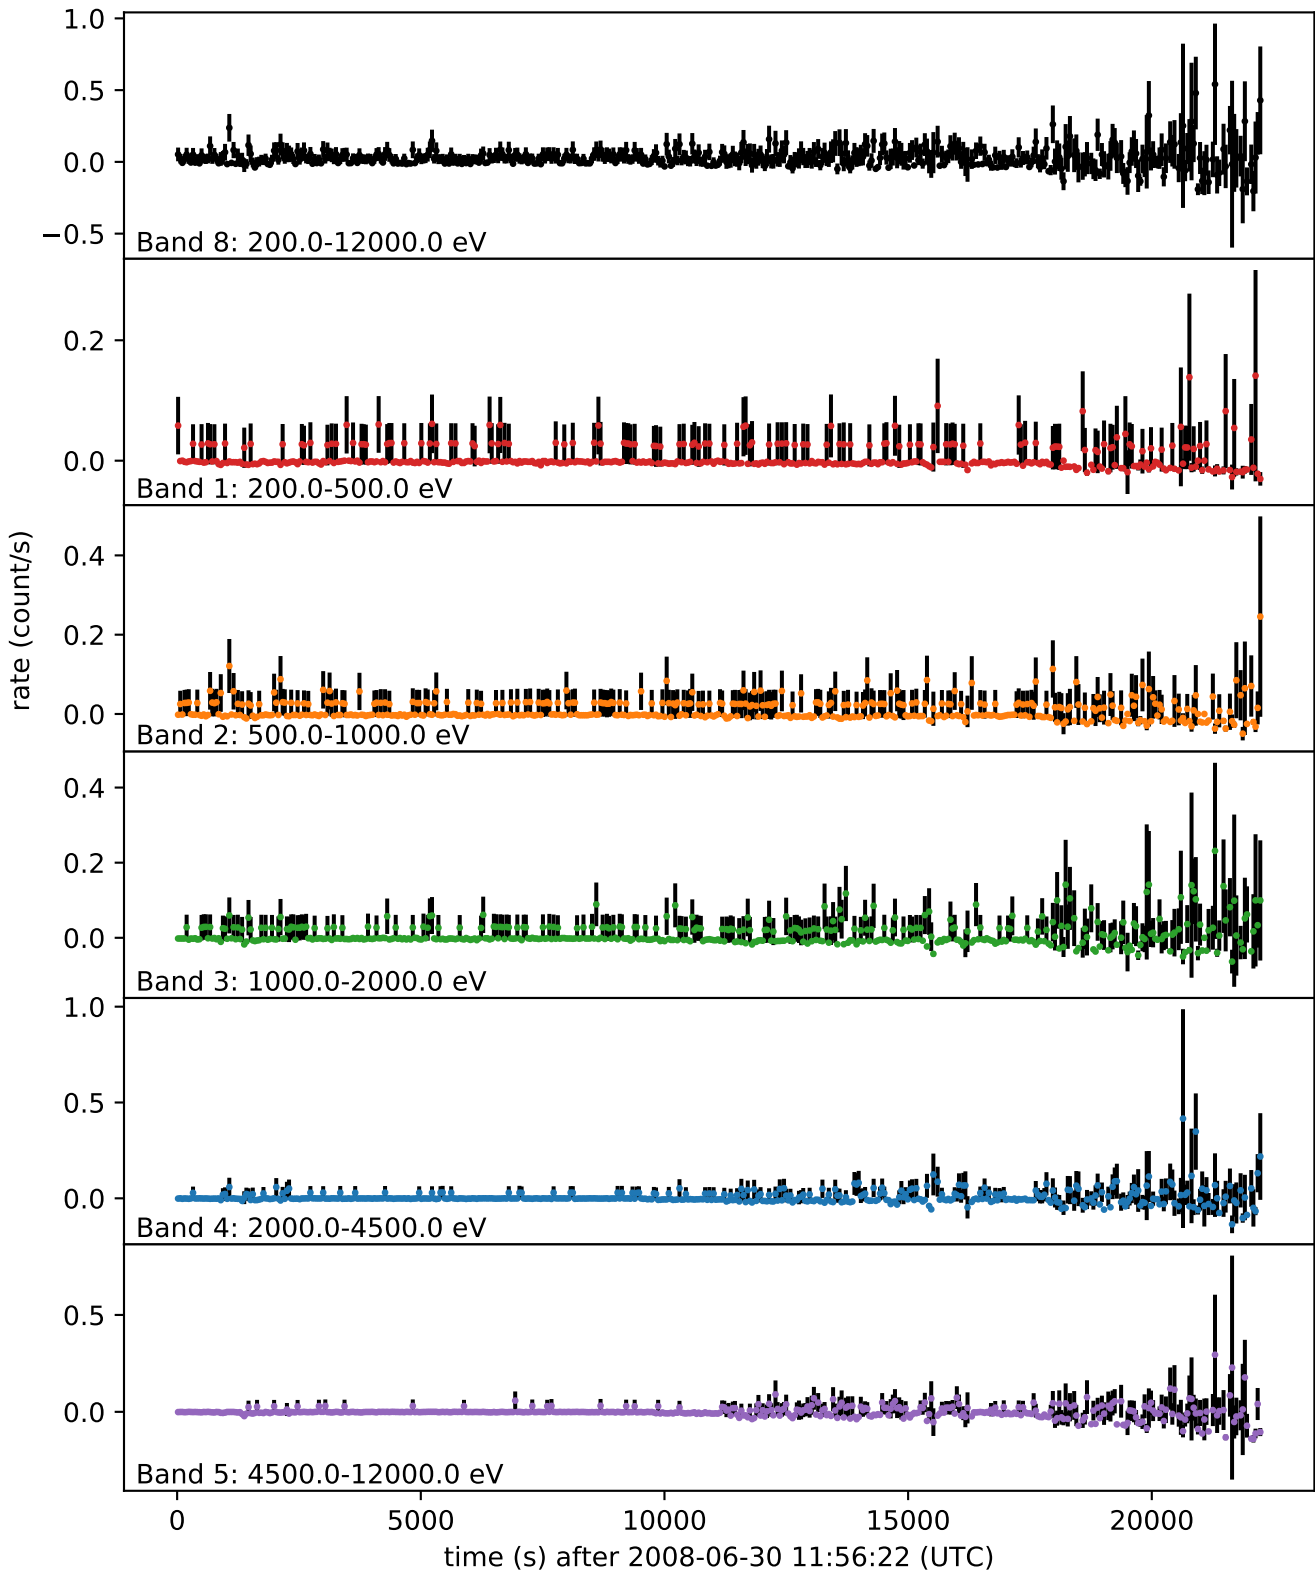 1.0
0.5
0.0
−0.5
Band 8: 200.0-12000.0 eV
0.2
0.0
Band 1: 200.0-500.0 eV
rate (count/s)
0.4
0.2
0.0
Band 2: 500.0-1000.0 eV
0.4
0.2
0.0
Band 3: 1000.0-2000.0 eV
1.0
0.5
0.0
Band 4: 2000.0-4500.0 eV
0.5
0.0
Band 5: 4500.0-12000.0 eV
0 5000 10000 15000 20000
time (s) after 2008-06-30 11:56:22 (UTC)